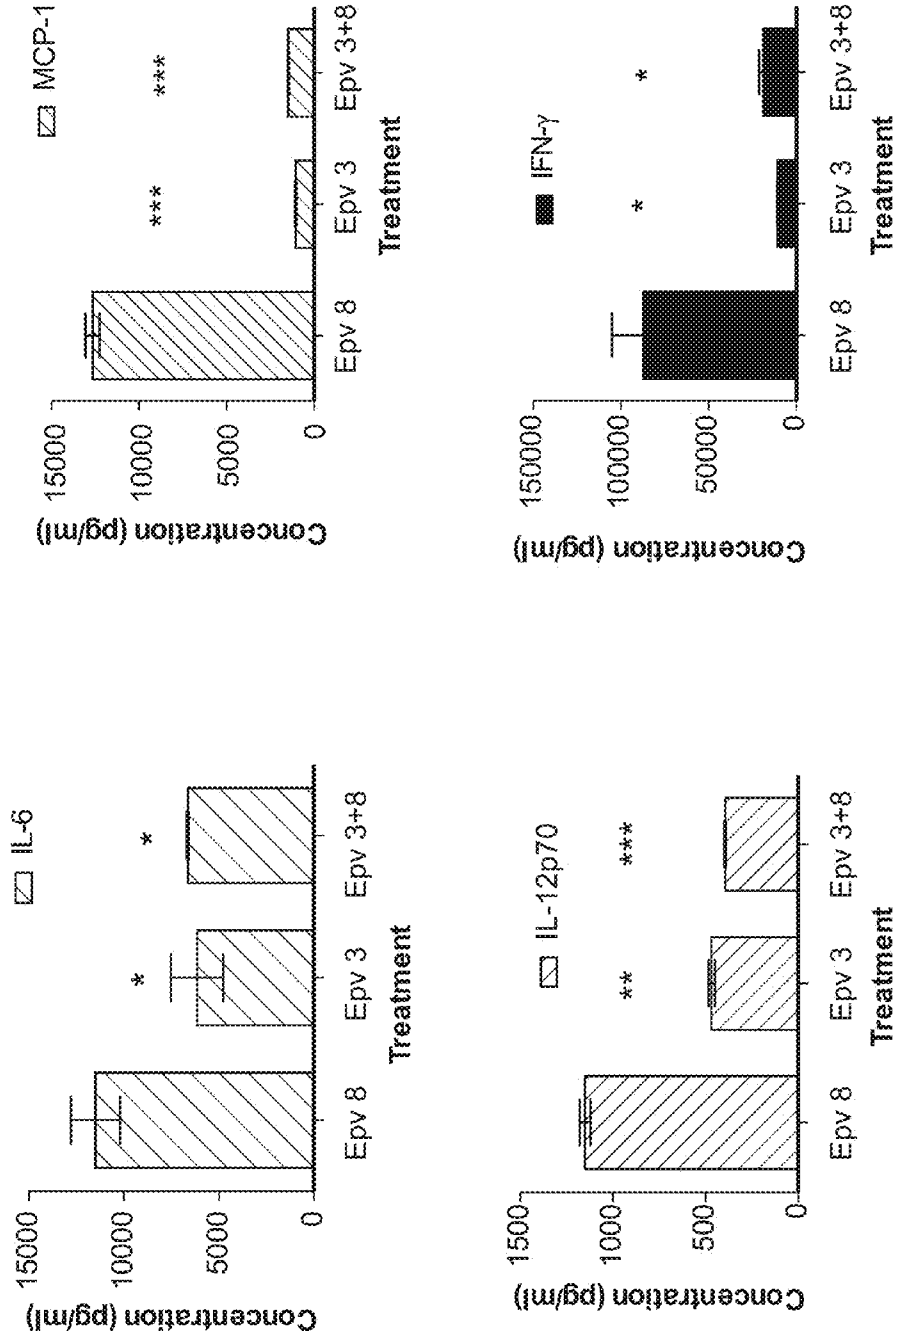 IL-6
Concentration (pg/ml)
15000
10000
5000
0
*
*
Epv 8
Epv 3
Epv 3+8
Treatment
MCP-1
Concentration (pg/ml)
15000
10000
5000
0
***
***
Epv 8
Epv 3
Epv 3+8
Treatment
IL-12p70
Concentration (pg/ml)
1500
1000
500
0
**
***
Epv 8
Epv 3
Epv 3+8
Treatment
IFN-γ
Concentration (pg/ml)
150000
100000
50000
0
*
*
Epv 8
Epv 3
Epv 3+8
Treatment